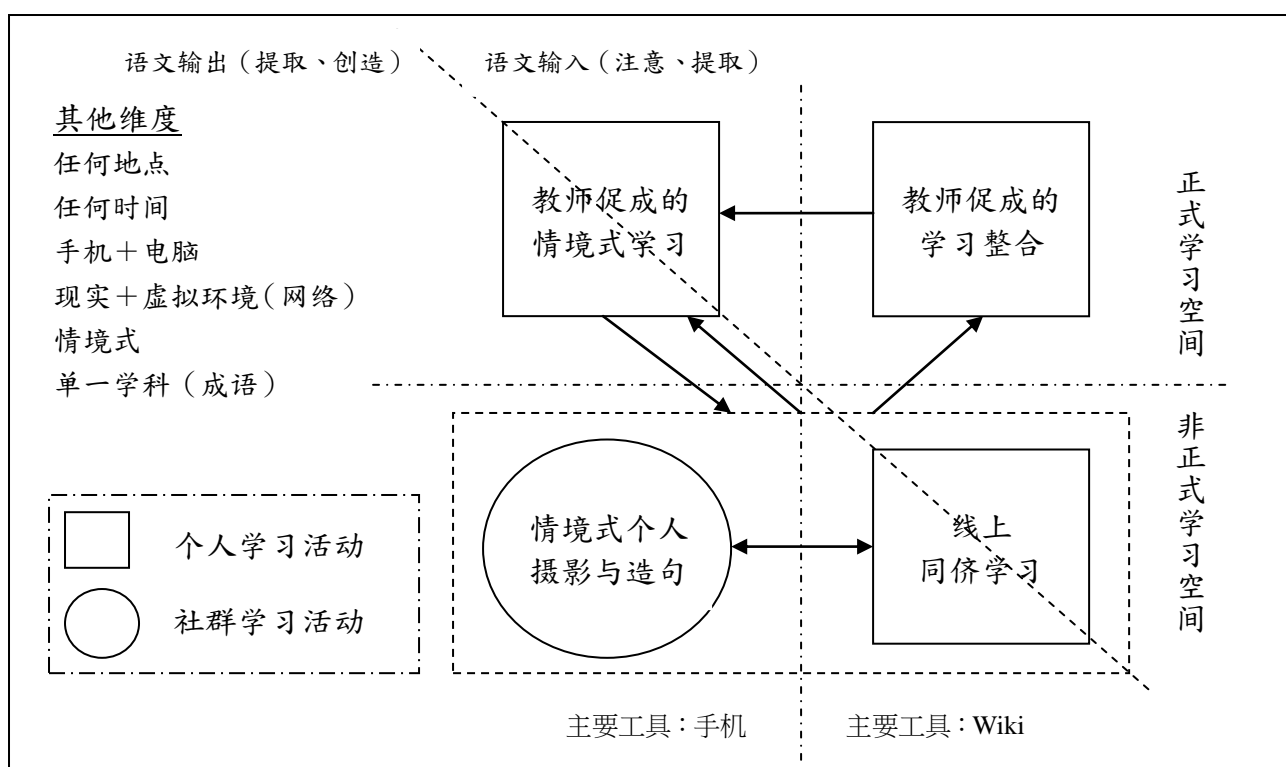 语文输出（提取、创造）
语文输入（注意、提取）
其他维度
任何地点
任何时间
手机＋电脑
现实＋虚拟环境（网络）
情境式
单一学科（成语）
教师促成的
情境式学习
教师促成的
学习整合
正式学习空间
情境式个人
摄影与造句
线上
同侪学习
非正式学习空间
个人学习活动
社群学习活动
主要工具：手机
主要工具：Wiki